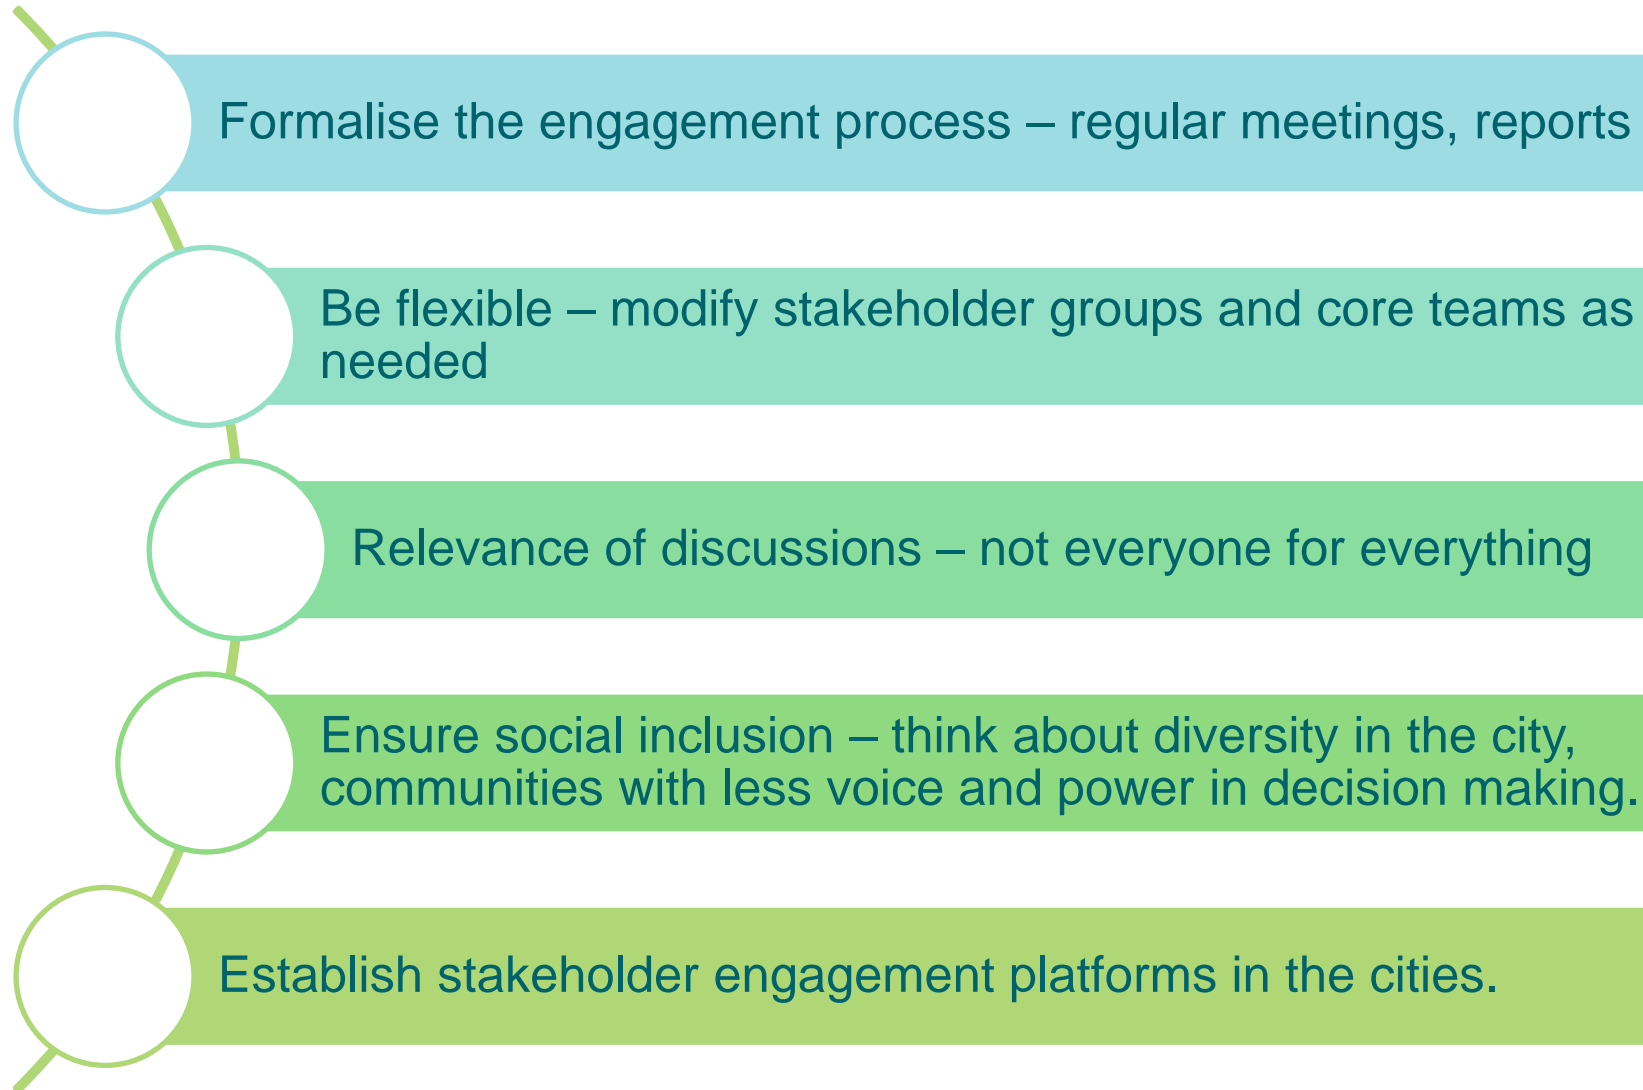 Formalise the engagement process – regular meetings, reports
Be flexible – modify stakeholder groups and core teams as
needed
Relevance of discussions – not everyone for everything
Ensure social inclusion – think about diversity in the city,
communities with less voice and power in decision making.
Establish stakeholder engagement platforms in the cities.